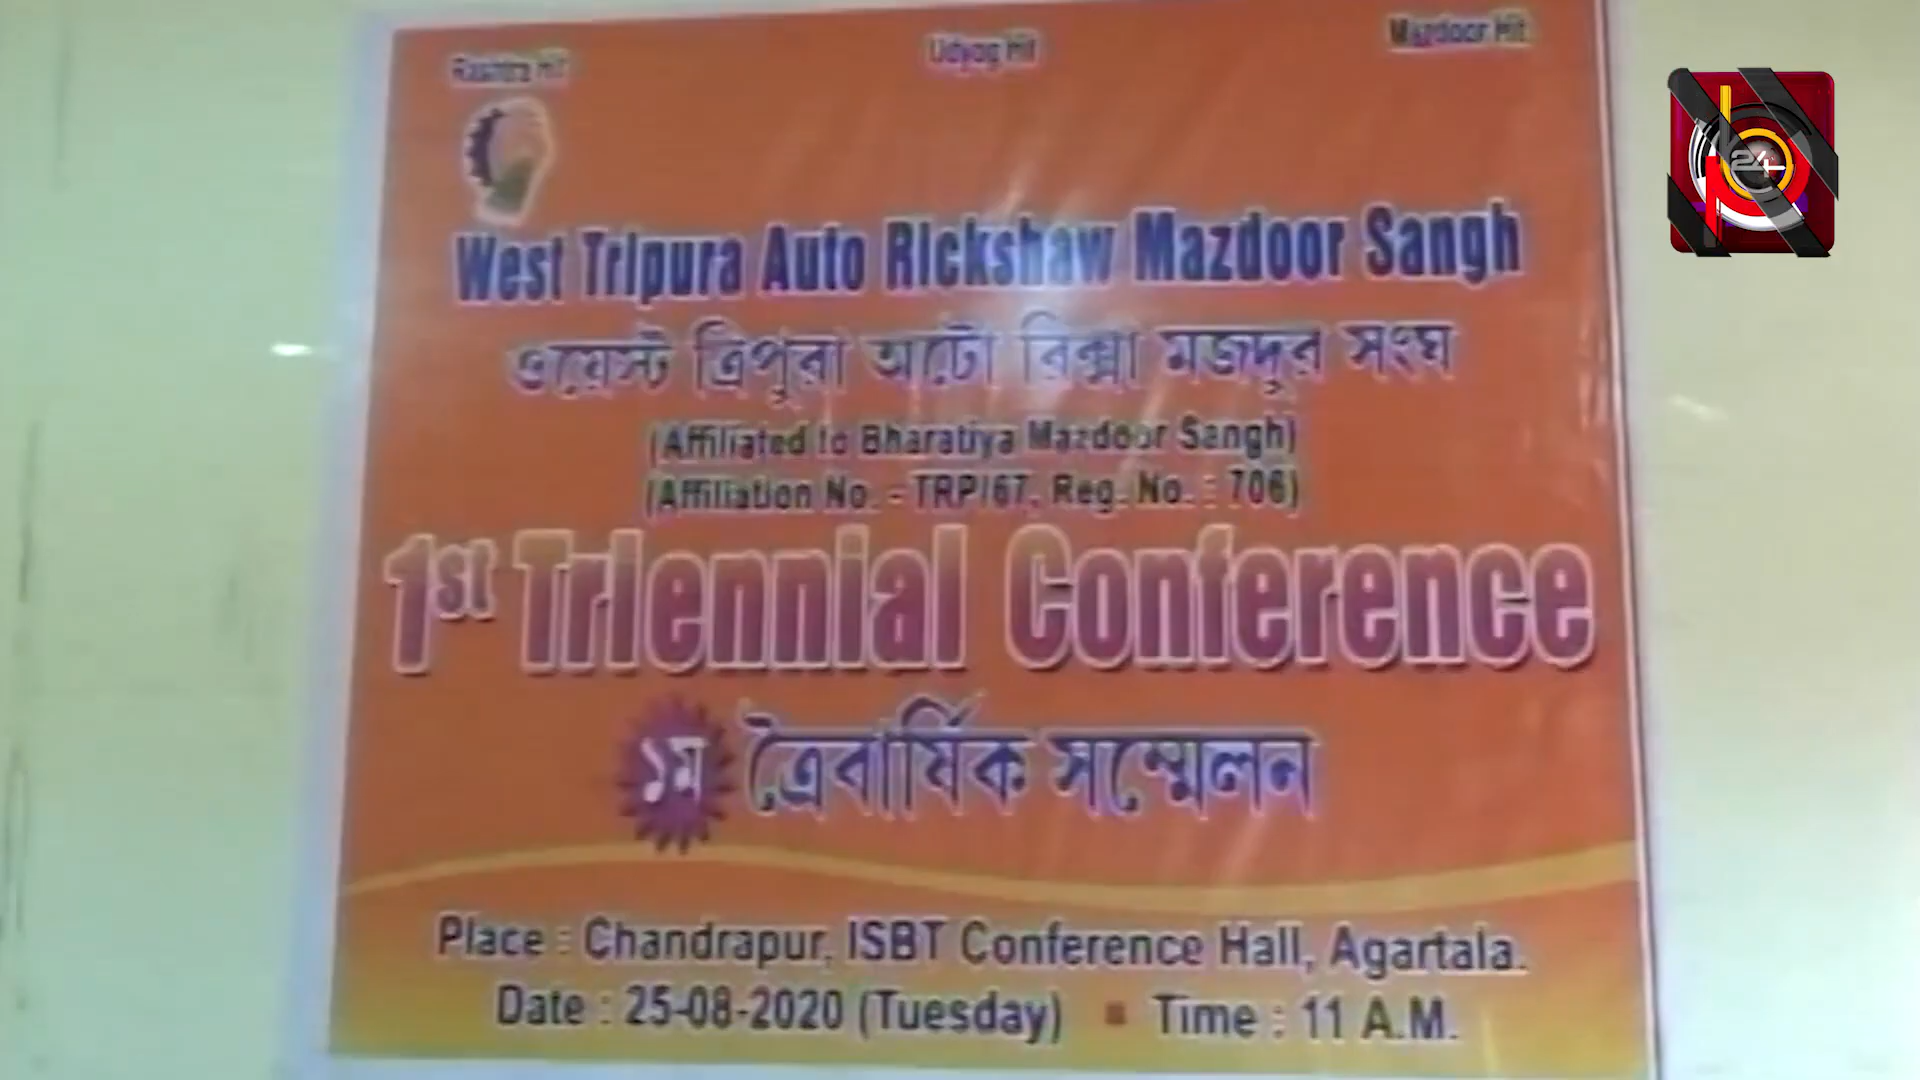 Rashtra Hit Udyog Hit Mazdoor Hit
West Tripura Auto Rickshaw Mazdoor Sangh
ওয়েস্ট ত্রিপুরা অটো রিক্সা মজদুর সংঘ
(Affiliated to Bharatiya Mazdoor Sangh)
(Affiliation No. - TRP/67, Reg. No. : 706)
1st Triennial Conference
১ম ত্রৈবার্ষিক সম্মেলন
Place : Chandrapur, ISBT Conference Hall, Agartala.
Date : 25-08-2020 (Tuesday) ▪ Time : 11 A.M.
24